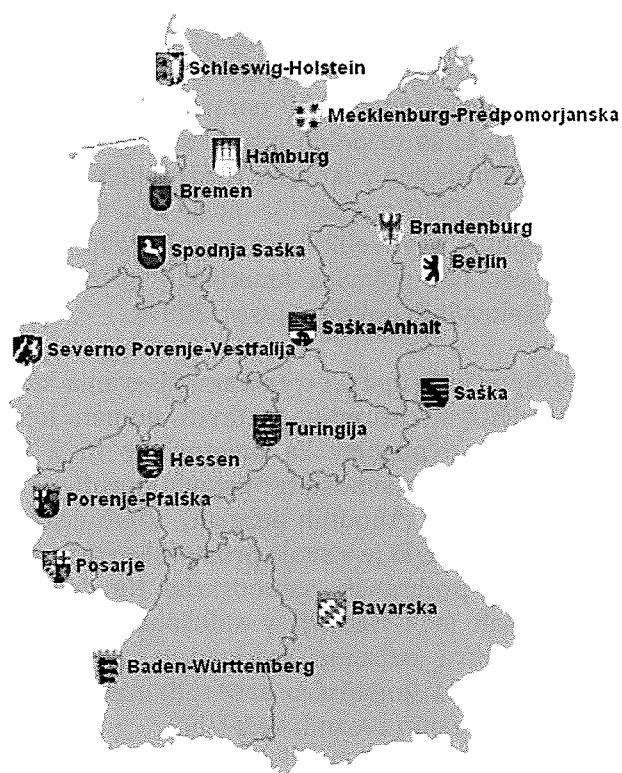 Schleswig-Holstein
Mecklenburg-Predpomorjanska
Hamburg
Bremen
Brandenburg
Spodnja Saška
Berlin
Saška-Anhalt
Severno Porenje-Vestfalija
Saška
Turingija
Hessen
Porenje-Pfalška
Posarje
Bavarska
Baden-Württemberg